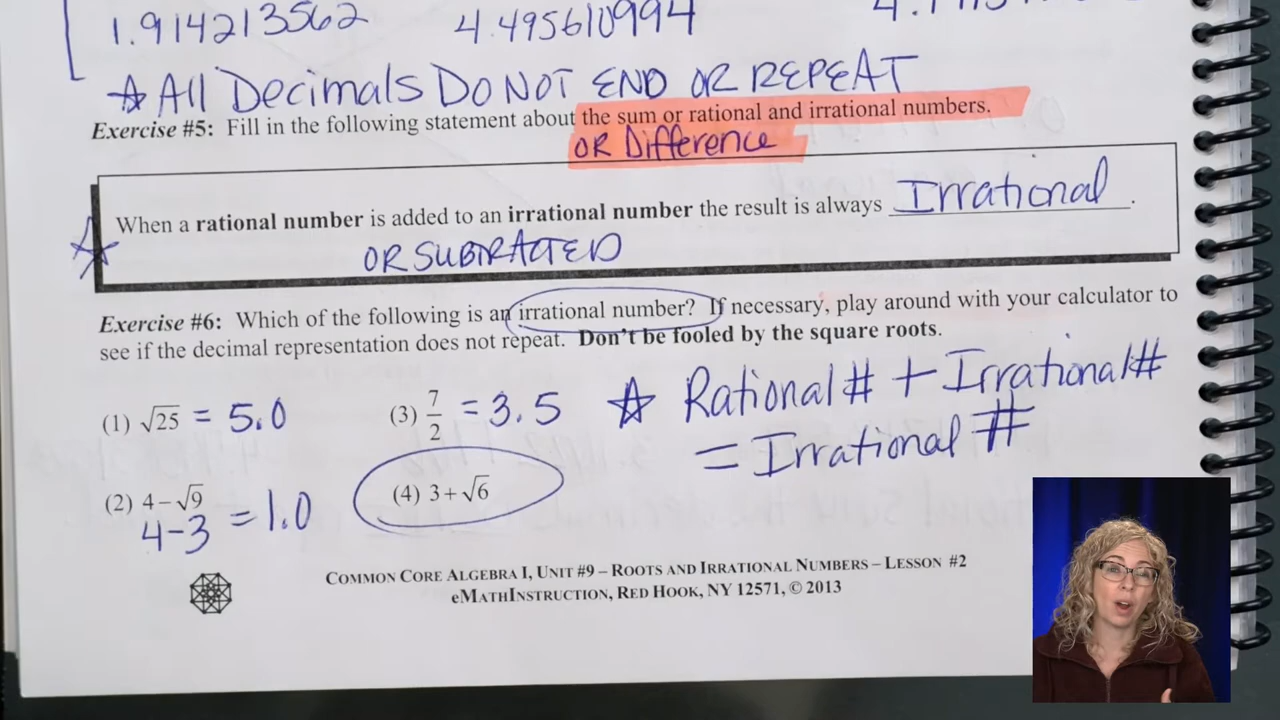 1.914213562 4.495610994
☆ All Decimals DO NOT END OR REPEAT
Exercise #5: Fill in the following statement about the sum or rational and irrational numbers.
OR Difference
When a rational number is added to an irrational number the result is always Irrational.
OR SUBTRACTED
Exercise #6: Which of the following is an irrational number? If necessary, play around with your calculator to
see if the decimal representation does not repeat. Don't be fooled by the square roots.
☆ Rational # + Irrational #
= Irrational #
(1) √25 = 5.0 (3) 7/2 = 3.5
(2) 4 – √9 (4) 3 + √6
4-3 = 1.0
COMMON CORE ALGEBRA I, UNIT #9 – ROOTS AND IRRATIONAL NUMBERS – LESSON #2
eMATHINSTRUCTION, RED HOOK, NY 12571, © 2013